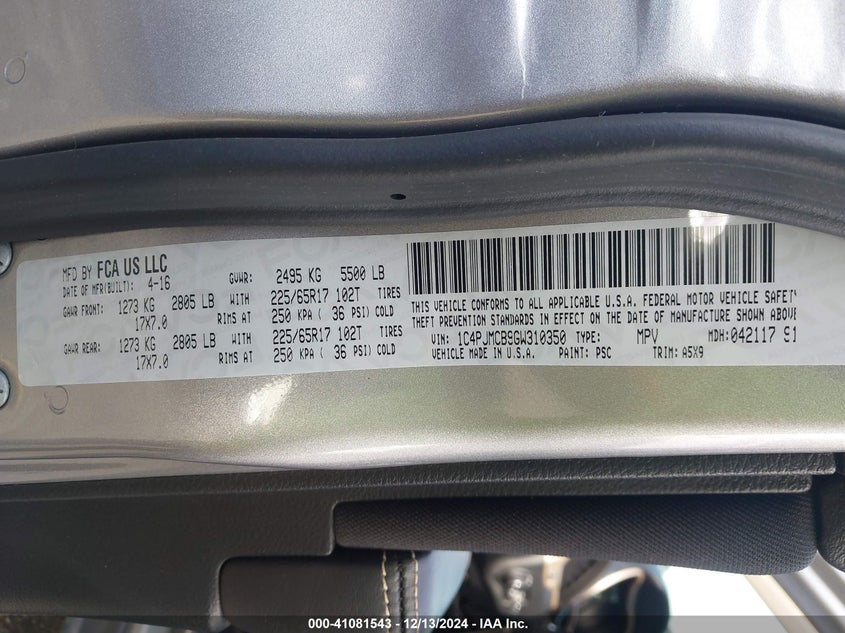 MFD BY FCA US LLC
DATE OF MFR(BUILT): 4-16 GVWR: 2495 KG 5500 LB
GAWR FRONT: 1273 KG 2805 LB WITH 225/65R17 102T TIRES
17X7.0 RIMS AT 250 KPA ( 36 PSI) COLD
GAWR REAR: 1273 KG 2805 LB WITH 225/65R17 102T TIRES
17X7.0 RIMS AT 250 KPA ( 36 PSI) COLD
THIS VEHICLE CONFORMS TO ALL APPLICABLE U.S.A. FEDERAL MOTOR VEHICLE SAFETY
THEFT PREVENTION STANDARDS IN EFFECT ON THE DATE OF MANUFACTURE SHOWN ABOVE
VIN: 1C4PJMCB9GW310350 TYPE: MPV MDH: 042117 91
VEHICLE MADE IN U.S.A. PAINT: PSC TRIM: A5X9
000-41081543 - 12/13/2024 - IAA Inc.